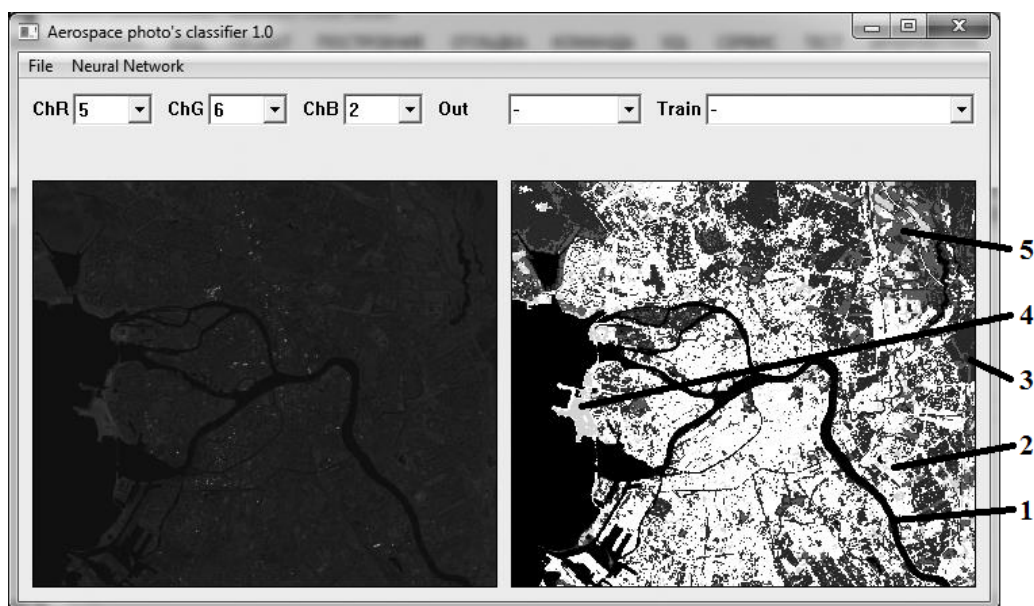 Aerospace photo's classifier 1.0
File Neural Network
ChR 5 ChG 6 ChB 2 Out - Train -
5
4
3
2
1